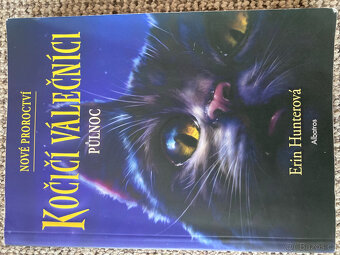 NOVÉ PROROCTVÍ
KOČIČÍ VÁLEČNÍCI
PŮLNOC
Erin Hunterová
Albatros